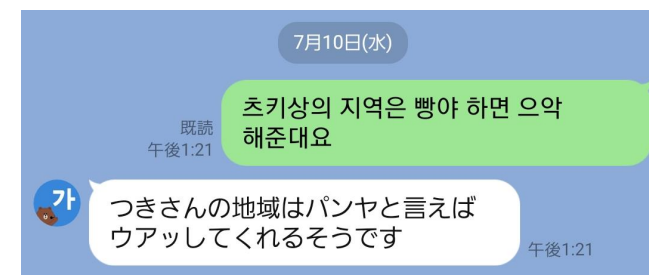 7月10日(水)
츠키상의 지역은 빵야 하면 으악
해준대요
既読
午後1:21
가
つきさんの地域はパンヤと言えば
ウアッしてくれるそうです
午後1:21